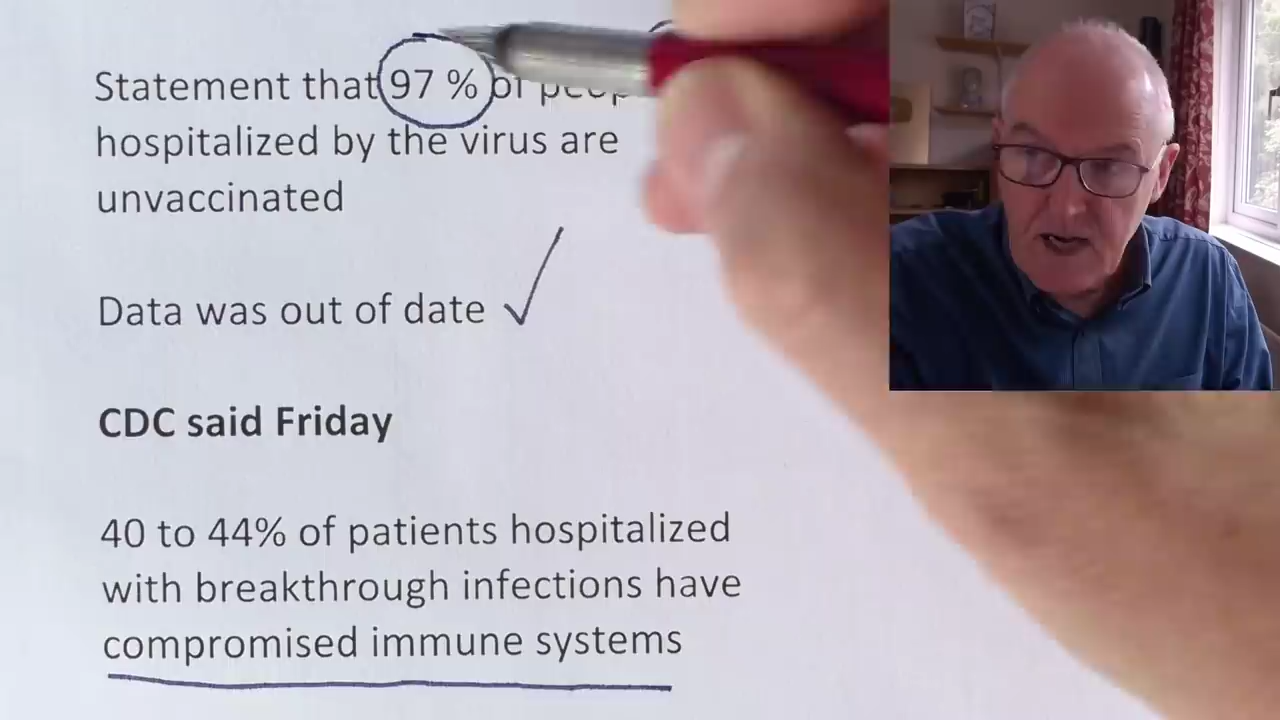 Statement that 97 % of
hospitalized by the virus are
unvaccinated
Data was out of date
CDC said Friday
40 to 44% of patients hospitalized
with breakthrough infections have
compromised immune systems